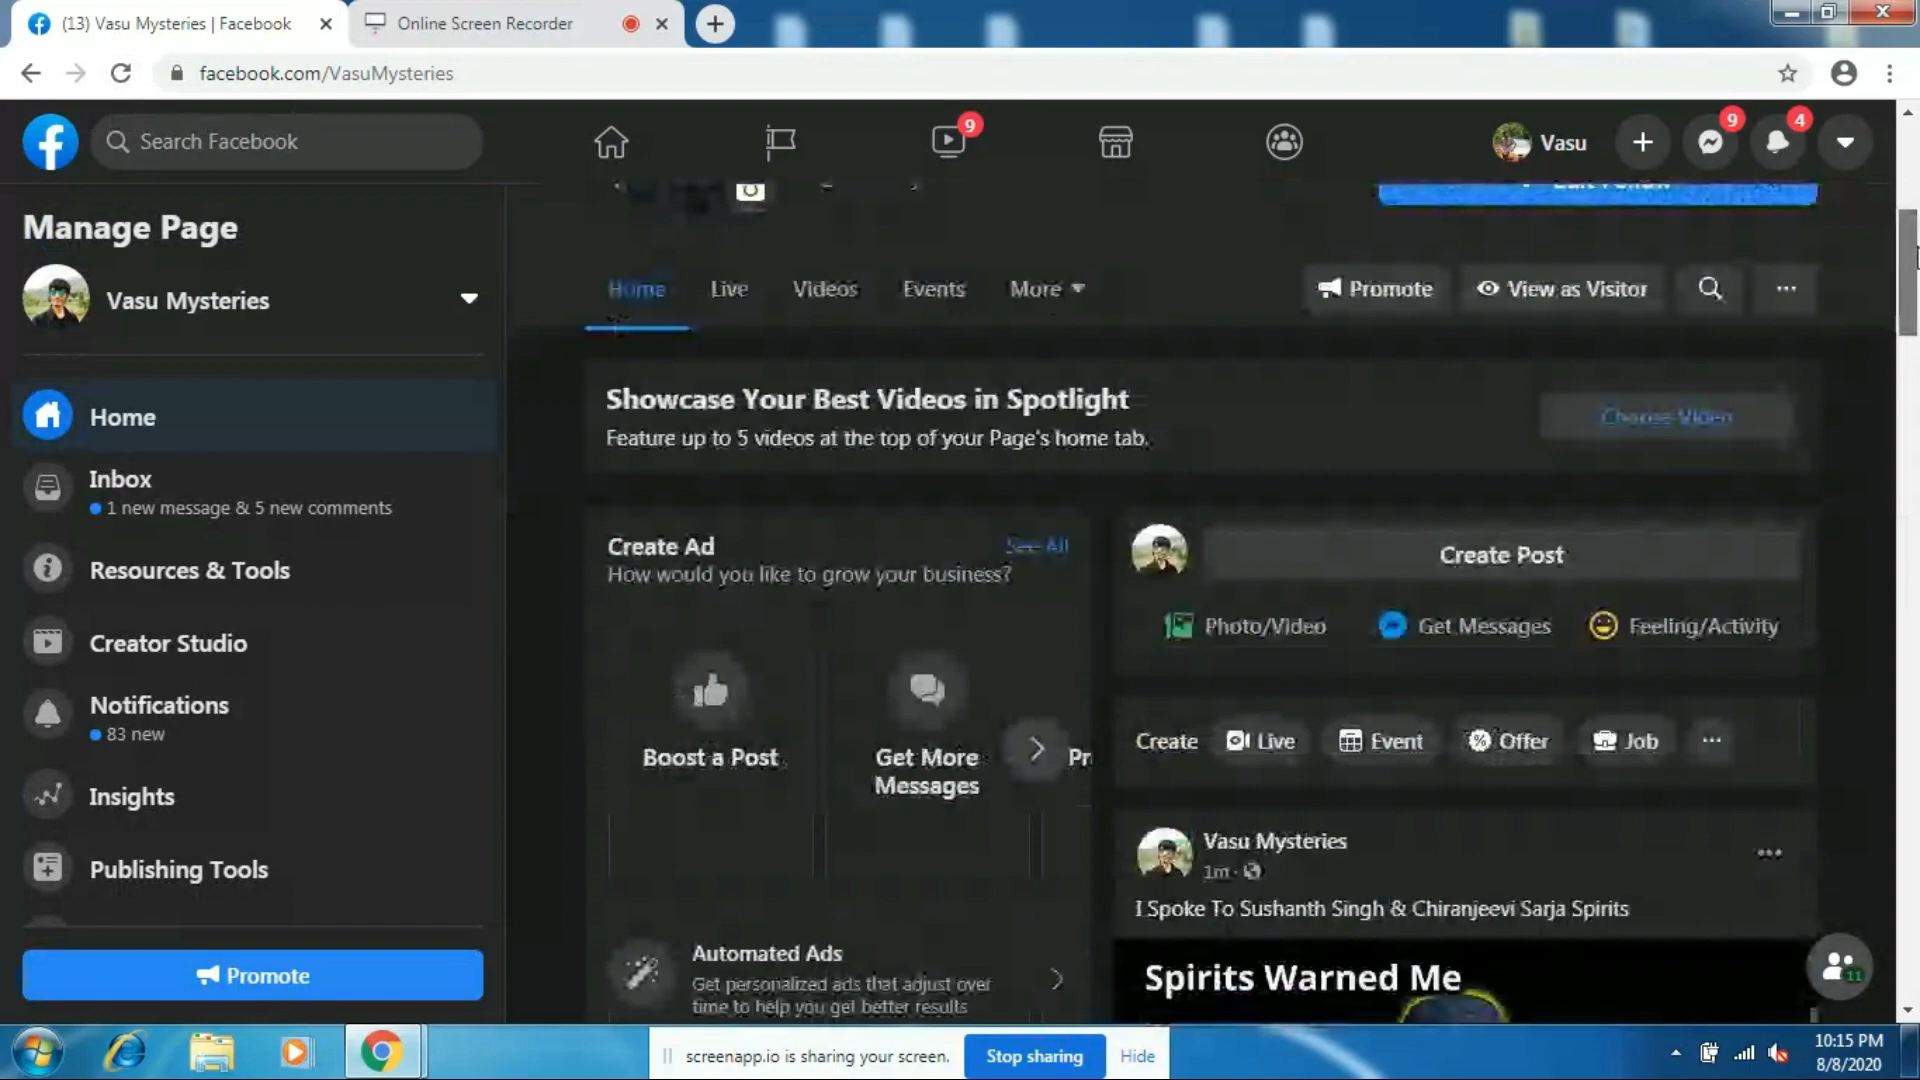 (13) Vasu Mysteries | Facebook
Online Screen Recorder
facebook.com/VasuMysteries
Search Facebook
9
Vasu
9
4
Manage Page
Vasu Mysteries
Home
Inbox
1 new message & 5 new comments
Resources & Tools
Creator Studio
Notifications
83 new
Insights
Publishing Tools
Promote
Home Live Videos Events More
Promote
View as Visitor
Showcase Your Best Videos in Spotlight
Feature up to 5 videos at the top of your Page's home tab.
Choose Video
Create Ad
See All
How would you like to grow your business?
Boost a Post
Get More
Messages
Pr
Automated Ads
Get personalized ads that adjust over
time to help you get better results
Create Post
Photo/Video
Get Messages
Feeling/Activity
Create Live Event Offer Job
Vasu Mysteries
1m
I Spoke To Sushanth Singh & Chiranjeevi Sarja Spirits
Spirits Warned Me
11
screenapp.io is sharing your screen.
Stop sharing
Hide
10:15 PM
8/8/2020